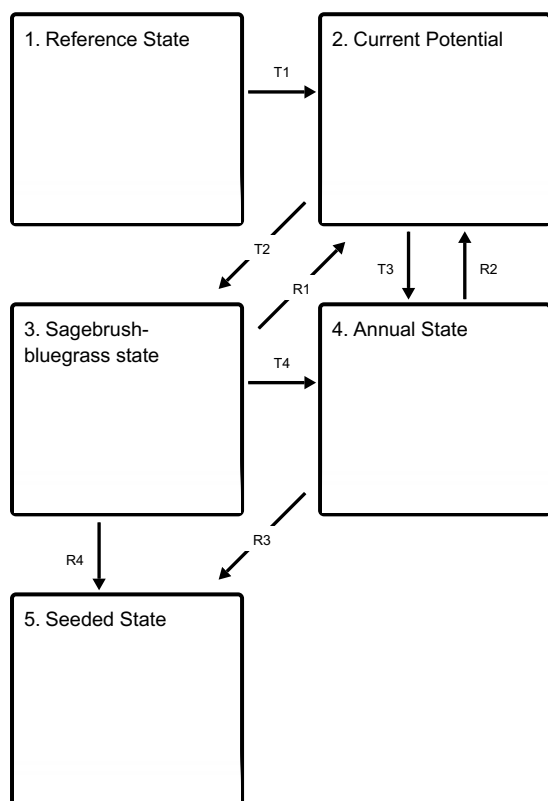 1. Reference State
2. Current Potential
T1
T2
R1
T3
R2
3. Sagebrush-
bluegrass state
4. Annual State
T4
R3
R4
5. Seeded State